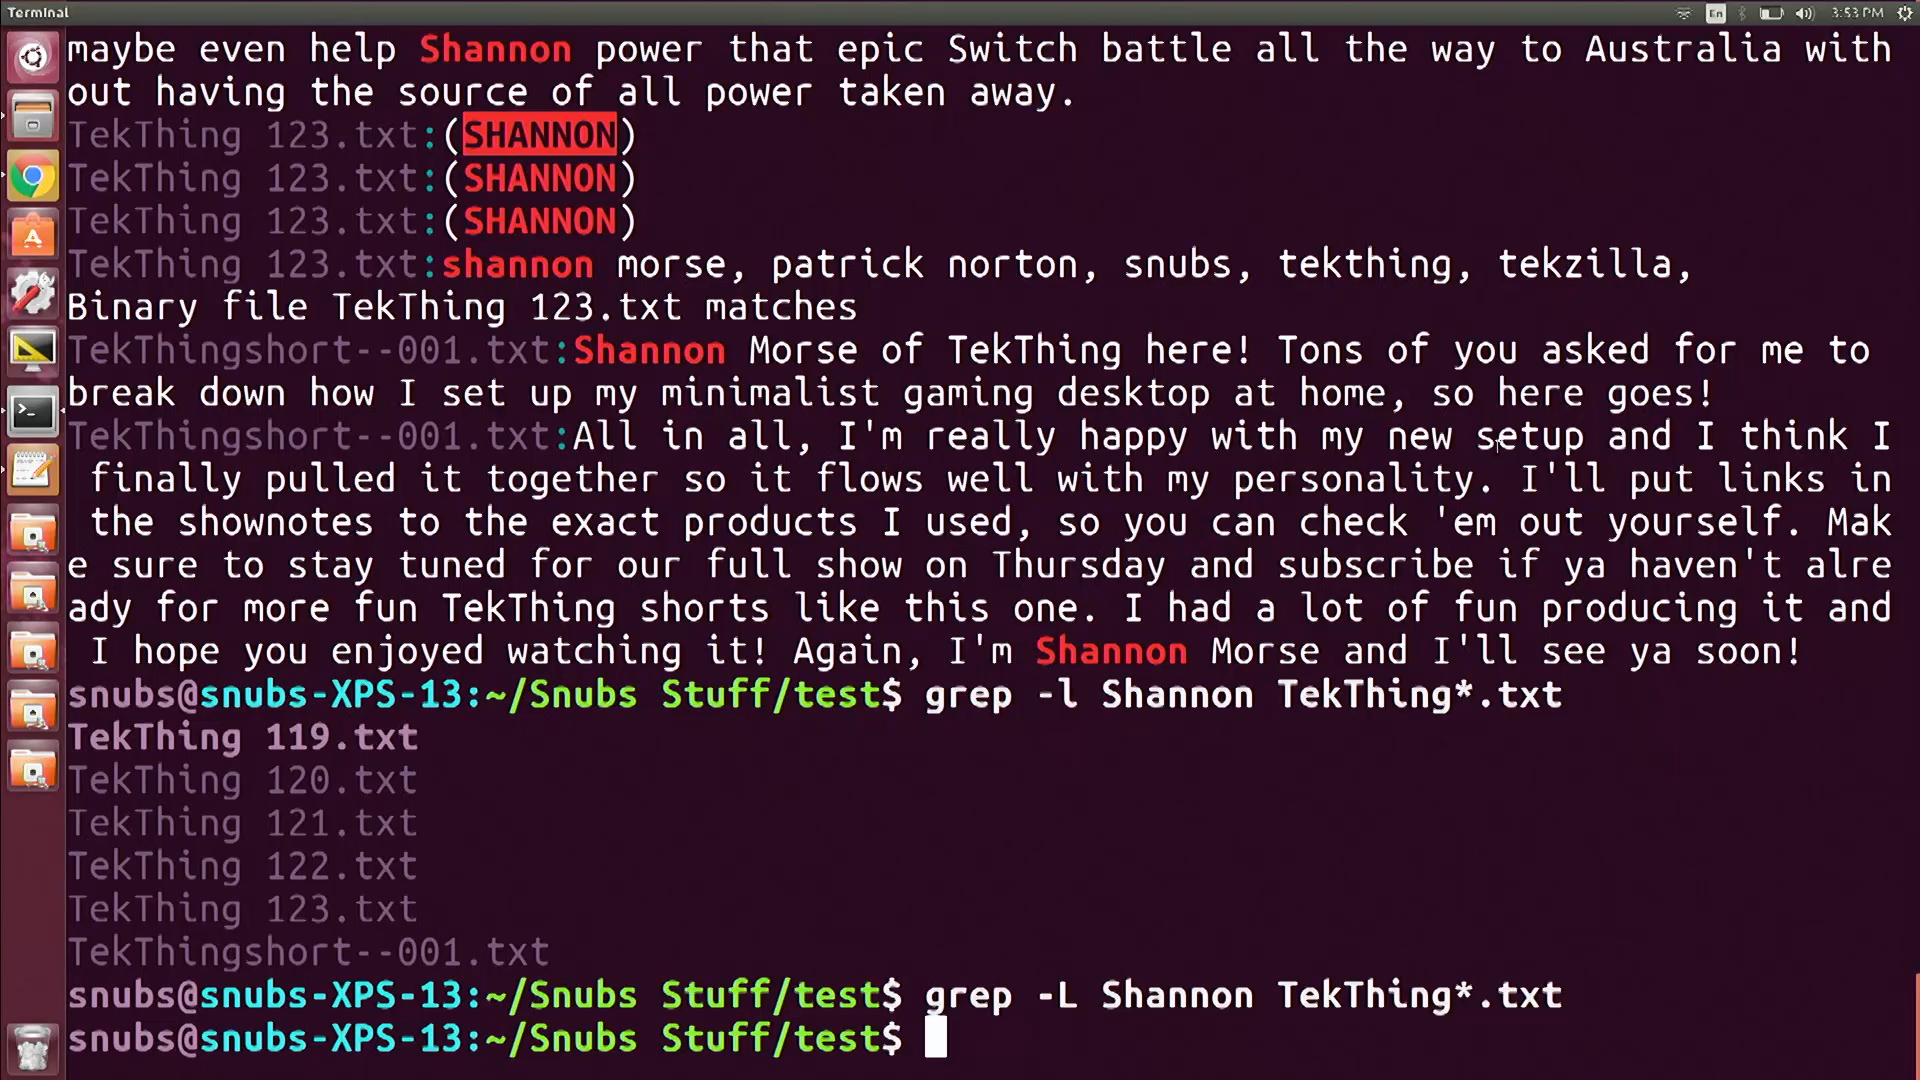 Terminal
En
3:53 PM
maybe even help Shannon power that epic Switch battle all the way to Australia with
out having the source of all power taken away.
TekThing 123.txt:(SHANNON)
TekThing 123.txt:(SHANNON)
TekThing 123.txt:(SHANNON)
TekThing 123.txt:shannon morse, patrick norton, snubs, tekthing, tekzilla,
Binary file TekThing 123.txt matches
TekThingshort--001.txt:Shannon Morse of TekThing here! Tons of you asked for me to
break down how I set up my minimalist gaming desktop at home, so here goes!
TekThingshort--001.txt:All in all, I'm really happy with my new setup and I think I
finally pulled it together so it flows well with my personality. I'll put links in
the shownotes to the exact products I used, so you can check 'em out yourself. Mak
e sure to stay tuned for our full show on Thursday and subscribe if ya haven't alre
ady for more fun TekThing shorts like this one. I had a lot of fun producing it and
I hope you enjoyed watching it! Again, I'm Shannon Morse and I'll see ya soon!
snubs@snubs-XPS-13:~/Snubs Stuff/test$ grep -l Shannon TekThing*.txt
TekThing 119.txt
TekThing 120.txt
TekThing 121.txt
TekThing 122.txt
TekThing 123.txt
TekThingshort--001.txt
snubs@snubs-XPS-13:~/Snubs Stuff/test$ grep -L Shannon TekThing*.txt
snubs@snubs-XPS-13:~/Snubs Stuff/test$